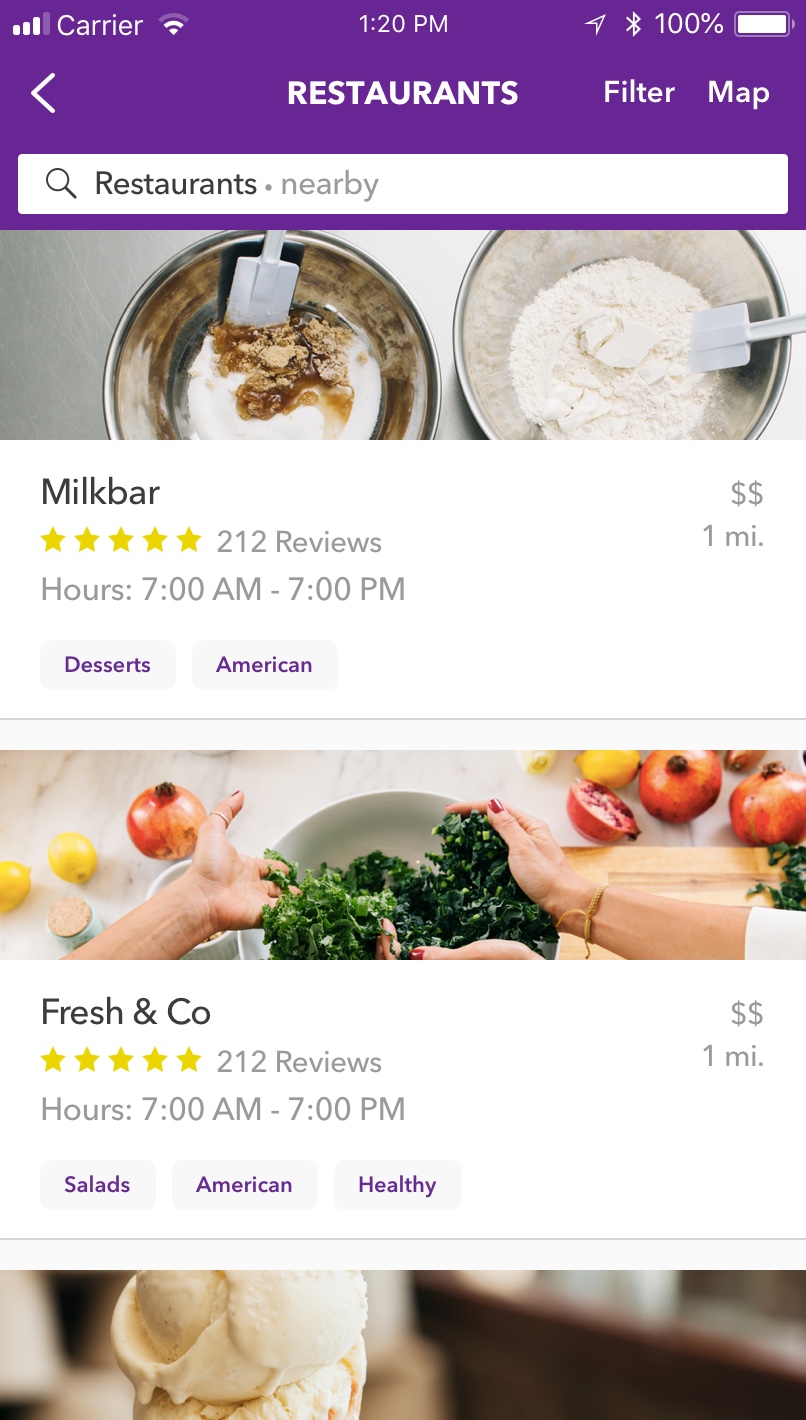 Carrier 1:20 PM 100%
RESTAURANTS Filter Map
Restaurants • nearby
Milkbar $$
212 Reviews 1 mi.
Hours: 7:00 AM - 7:00 PM
Desserts American
Fresh & Co $$
212 Reviews 1 mi.
Hours: 7:00 AM - 7:00 PM
Salads American Healthy